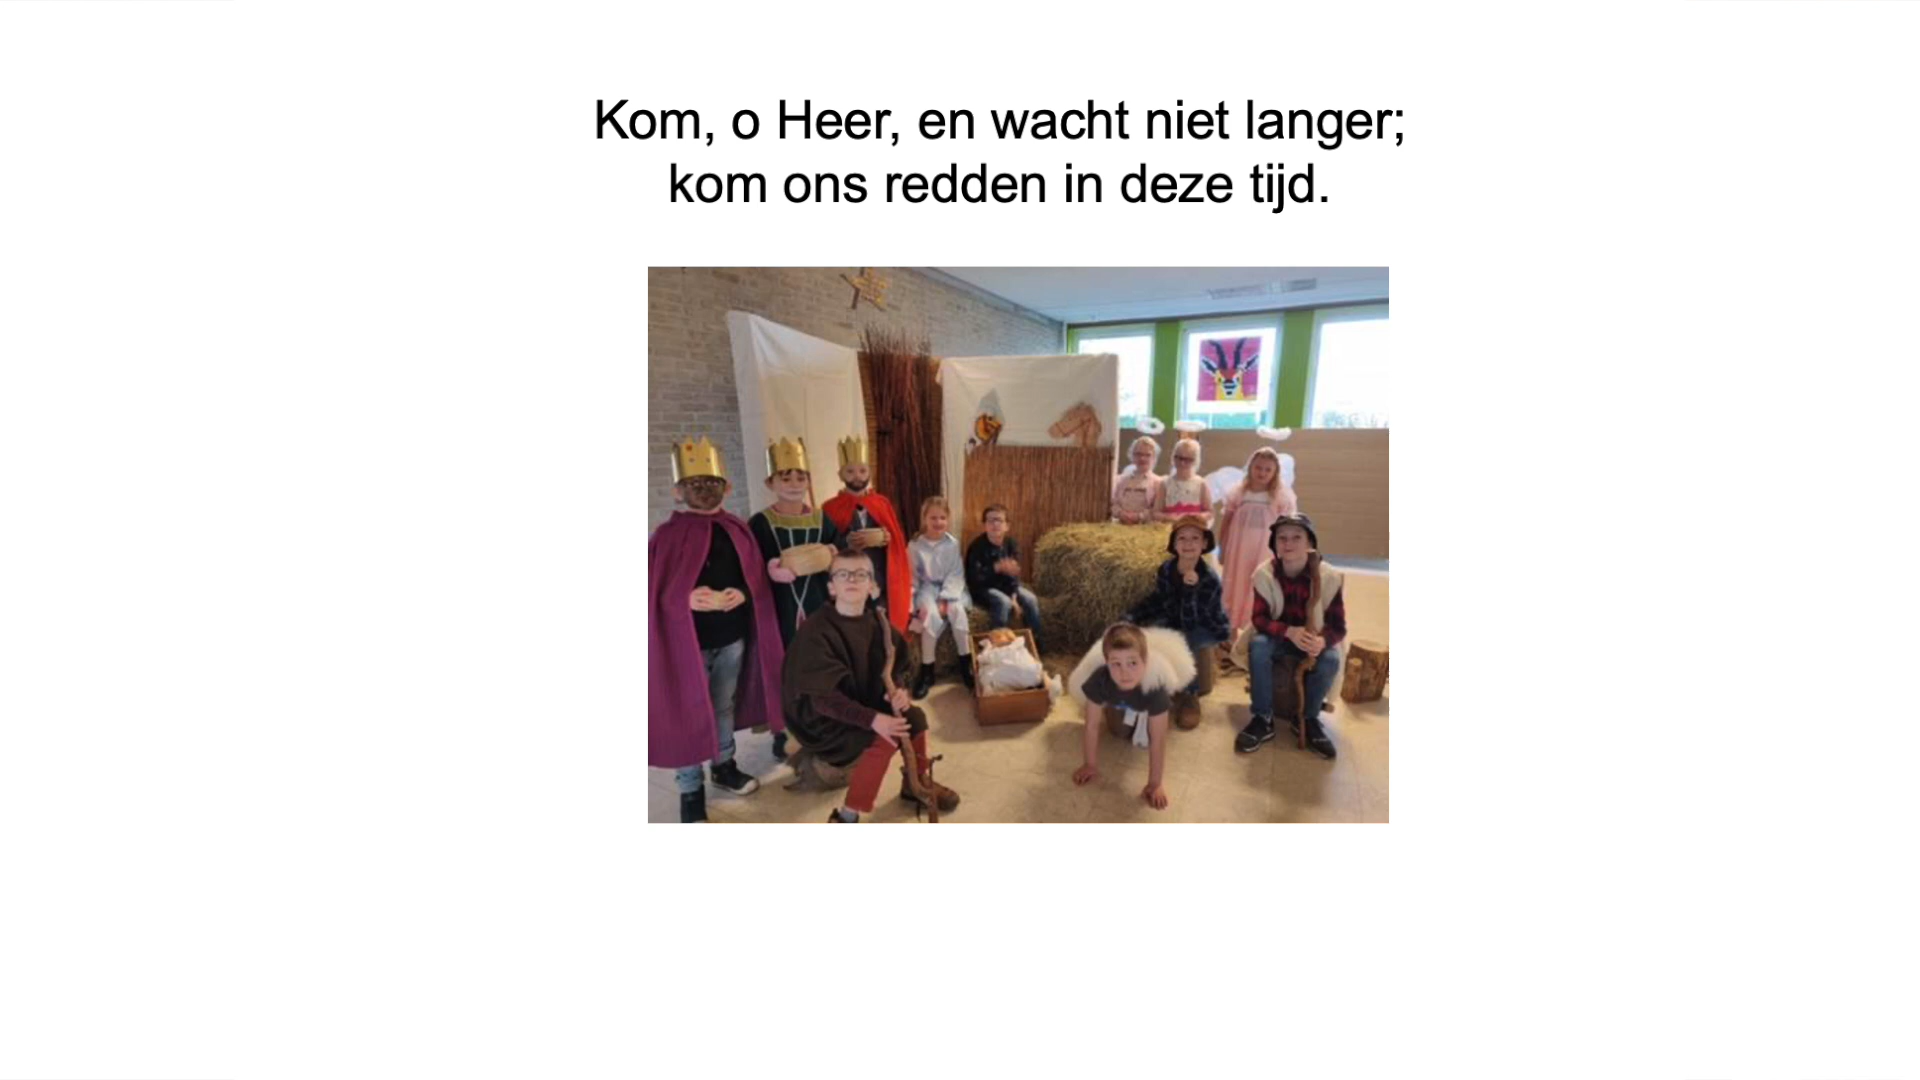 Kom, o Heer, en wacht niet langer;
kom ons redden in deze tijd.